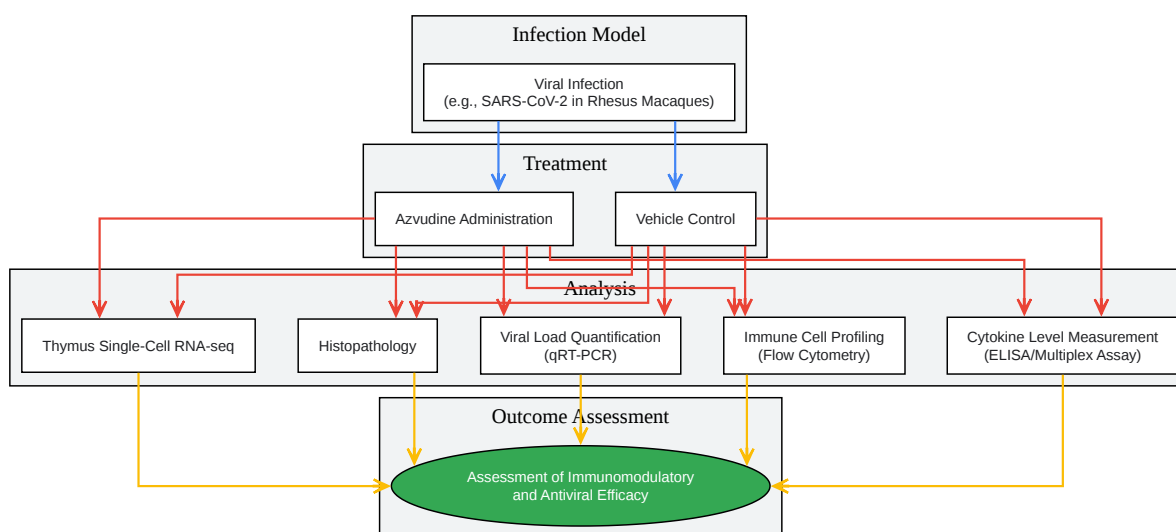 Infection Model
Viral Infection
(e.g., SARS-CoV-2 in Rhesus Macaques)
Treatment
Azvudine Administration
Vehicle Control
Analysis
Thymus Single-Cell RNA-seq
Histopathology
Viral Load Quantification
(qRT-PCR)
Immune Cell Profiling
(Flow Cytometry)
Cytokine Level Measurement
(ELISA/Multiplex Assay)
Outcome Assessment
Assessment of Immunomodulatory
and Antiviral Efficacy